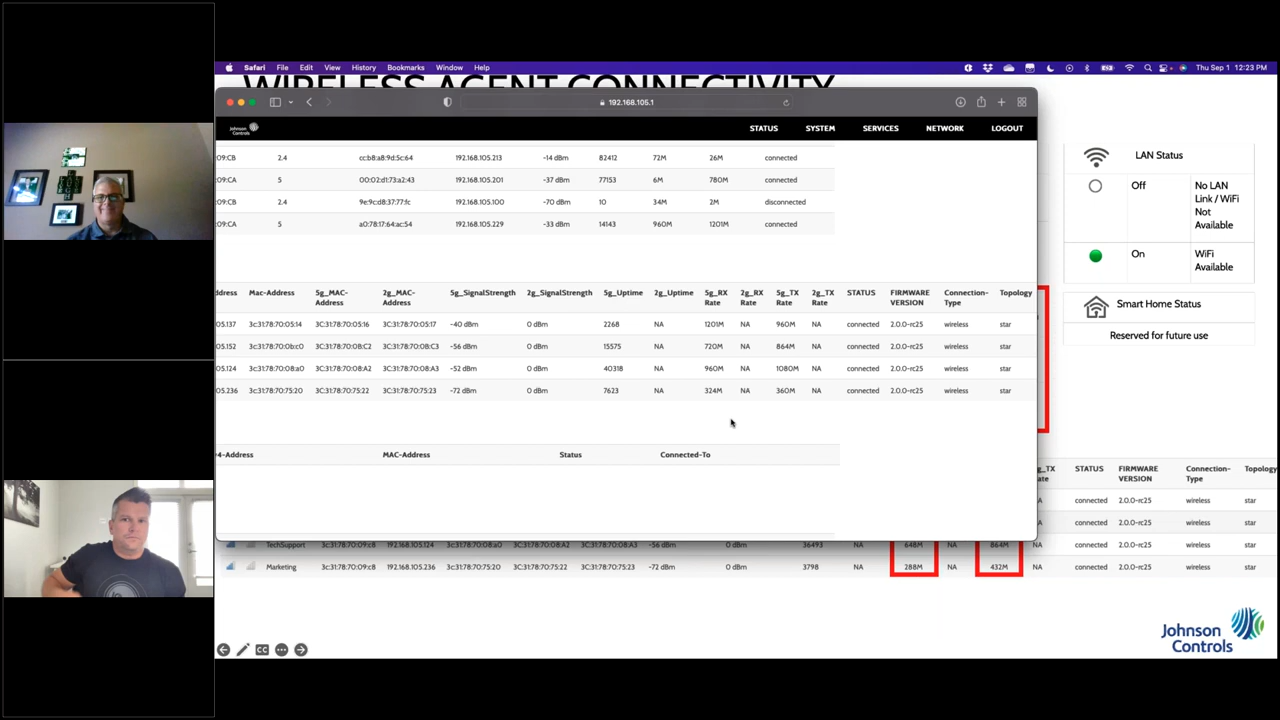 Safari File Edit View History Bookmarks Window Help Thu Sep 1 12:23 PM
WIRELESS AGENT CONNECTIVITY
192.168.105.1
Johnson Controls STATUS SYSTEM SERVICES NETWORK LOGOUT
:09:CB 2.4 cc:b8:a8:9d:5c:64 192.168.105.213 -14 dBm 82412 72M 26M connected
:09:CA 5 00:02:d1:73:a2:43 192.168.105.201 -37 dBm 77153 6M 780M connected
:09:CB 2.4 9e:9c:d8:37:77:fc 192.168.105.100 -70 dBm 10 34M 2M disconnected
:09:CA 5 a0:78:17:64:ac:54 192.168.105.229 -33 dBm 14143 960M 1201M connected
ddress Mac-Address 5g_MAC-Address 2g_MAC-Address 5g_SignalStrength 2g_SignalStrength 5g_Uptime 2g_Uptime 5g_RX Rate 2g_RX Rate 5g_TX Rate 2g_TX Rate STATUS FIRMWARE VERSION Connection-Type Topology
05.137 3c:31:78:70:05:14 3C:31:78:70:05:16 3C:31:78:70:05:17 -40 dBm 0 dBm 2268 NA 1201M NA 960M NA connected 2.0.0-rc25 wireless star
05.152 3c:31:78:70:0b:c0 3C:31:78:70:0B:C2 3C:31:78:70:0B:C3 -56 dBm 0 dBm 15575 NA 720M NA 864M NA connected 2.0.0-rc25 wireless star
05.124 3c:31:78:70:08:a0 3C:31:78:70:08:A2 3C:31:78:70:08:A3 -52 dBm 0 dBm 40318 NA 960M NA 1080M NA connected 2.0.0-rc25 wireless star
05.236 3c:31:78:70:75:20 3C:31:78:70:75:22 3C:31:78:70:75:23 -72 dBm 0 dBm 7623 NA 324M NA 360M NA connected 2.0.0-rc25 wireless star
v4-Address MAC-Address Status Connected-To
LAN Status
Off No LAN
Link / WiFi
Not
Available
On WiFi
Available
Smart Home Status
Reserved for future use
g_TX ate STATUS FIRMWARE VERSION Connection-Type Topology
A connected 2.0.0-rc25 wireless star
A connected 2.0.0-rc25 wireless star
TechSupport 3c:31:78:70:09:c8 192.168.105.124 3c:31:78:70:08:a0 3C:31:78:70:08:A2 3C:31:78:70:08:A3 -56 dBm 0 dBm 36493 NA 648M NA 864M NA connected 2.0.0-rc25 wireless star
Marketing 3c:31:78:70:09:c8 192.168.105.236 3c:31:78:70:75:20 3C:31:78:70:75:22 3C:31:78:70:75:23 -72 dBm 0 dBm 3798 NA 288M NA 432M NA connected 2.0.0-rc25 wireless star
Johnson
Controls
CC